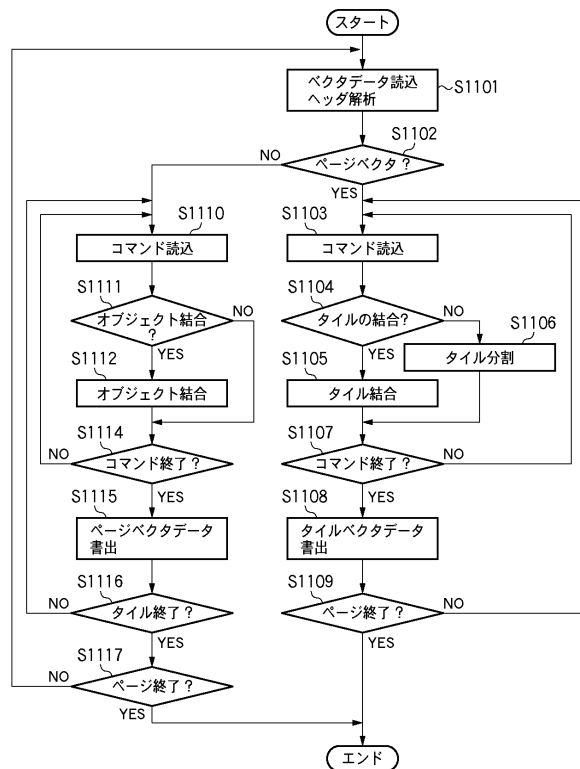 スタート
ベクタデータ読込
ヘッダ解析
S1101
S1102
ページベクタ？
NO
YES
S1110
コマンド読込
S1103
コマンド読込
S1111
オブジェクト結合
？
NO
YES
S1104
タイルの結合？
NO
YES
S1106
タイル分割
S1112
オブジェクト結合
S1105
タイル結合
S1114
コマンド終了？
NO
YES
S1107
コマンド終了？
NO
YES
S1115
ページベクタデータ
書出
S1108
タイルベクタデータ
書出
S1116
タイル終了？
NO
YES
S1109
ページ終了？
NO
YES
S1117
ページ終了？
NO
YES
エンド